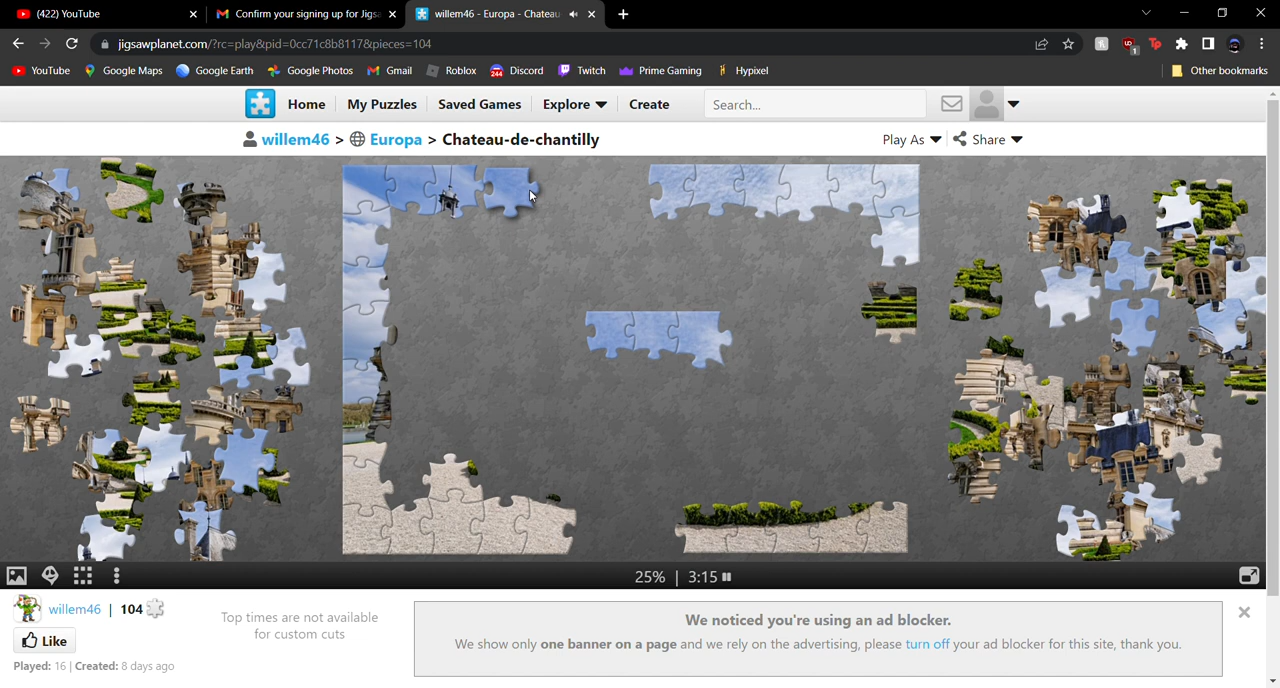 (422) YouTube
Confirm your signing up for Jigsa
willem46 - Europa - Chateau
jigsawplanet.com/?rc=play&pid=0cc71c8b8117&pieces=104
1
YouTube Google Maps Google Earth Google Photos Gmail Roblox 244 Discord Twitch Prime Gaming Hypixel Other bookmarks
Home My Puzzles Saved Games Explore Create Search...
willem46 > Europa > Chateau-de-chantilly Play As Share
25% | 3:15
willem46 | 104
Like
Played: 16 | Created: 8 days ago
Top times are not available
for custom cuts
We noticed you're using an ad blocker.
We show only one banner on a page and we rely on the advertising, please turn off your ad blocker for this site, thank you.